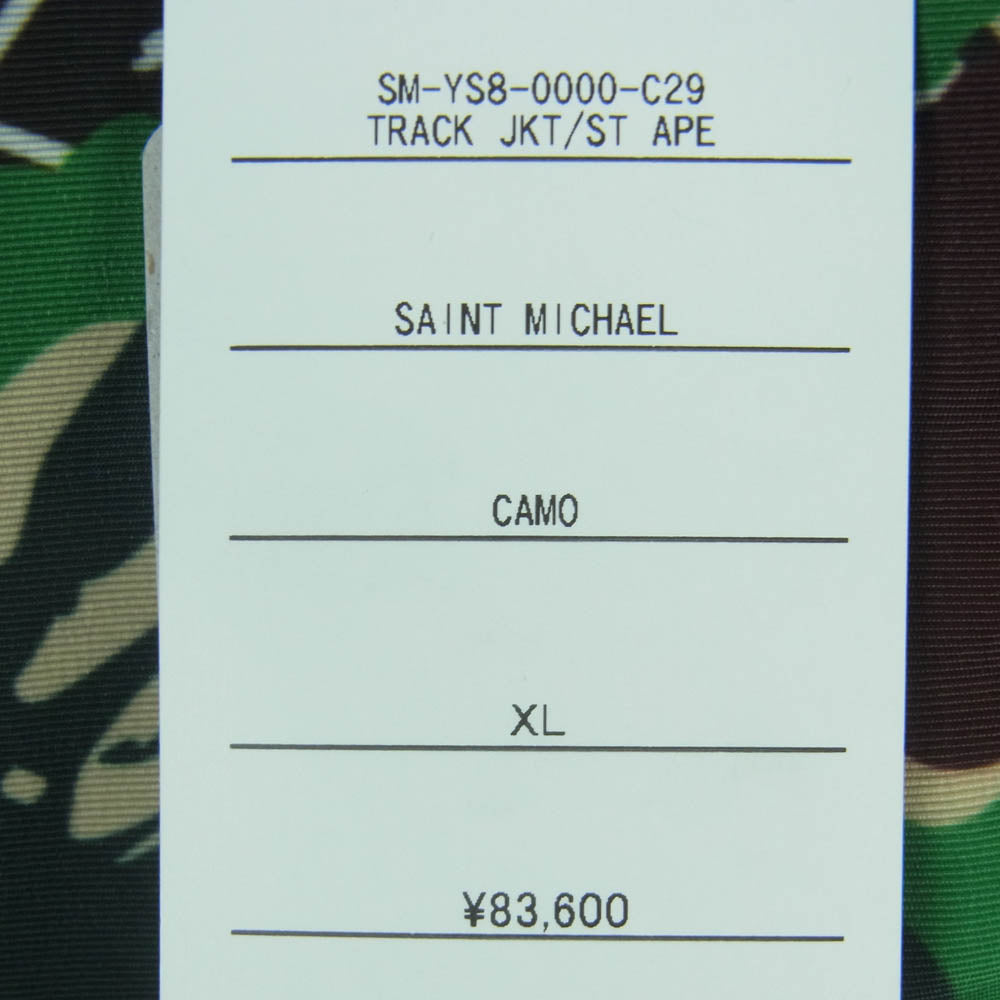 SM-YS8-0000-C29
TRACK JKT/ST APE
SAINT MICHAEL
CAMO
XL
¥83,600